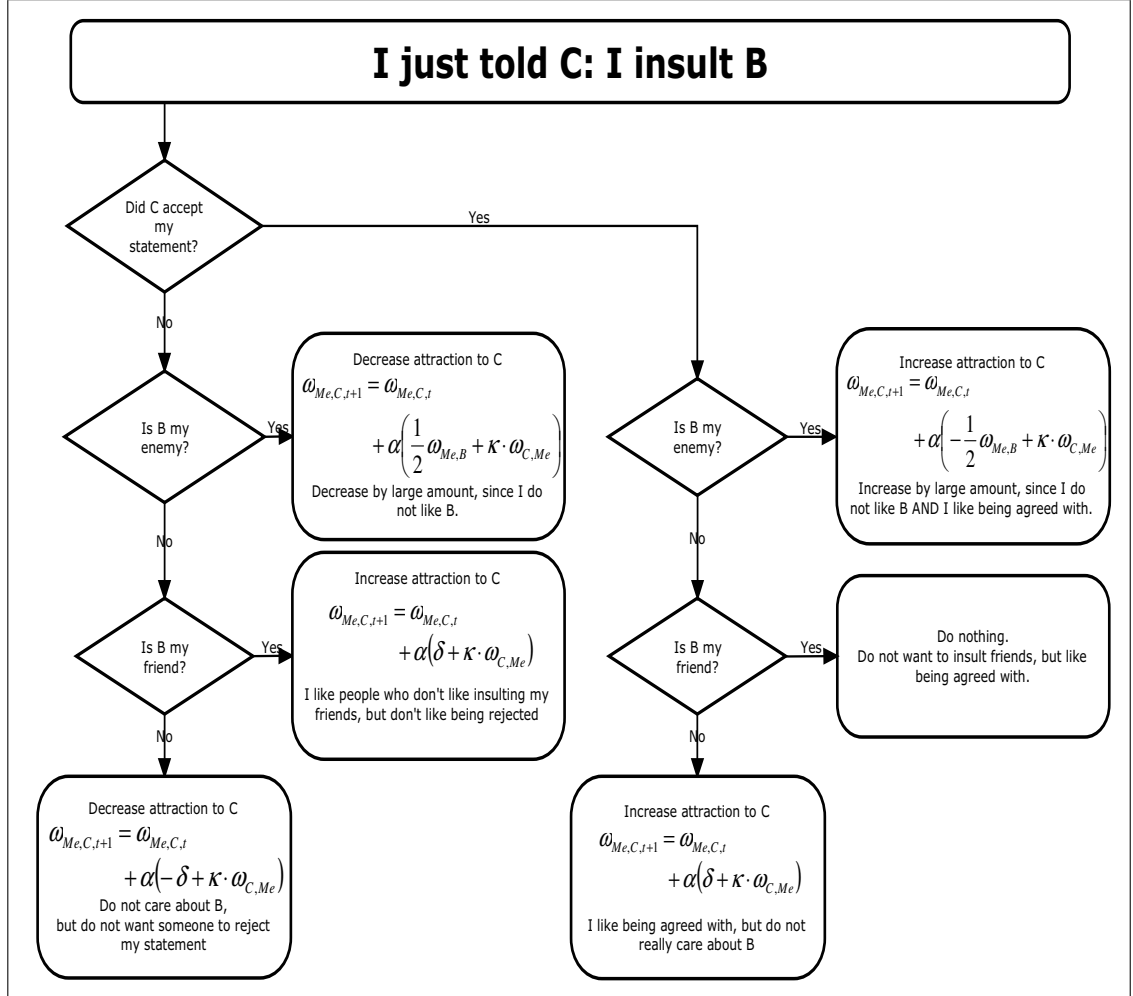 I just told C: I insult B
Did C accept
my
statement?
Yes
No
Is B my
enemy?
Yes
Decrease attraction to C
ω_{Me,C,t+1} = ω_{Me,C,t}
+ α(1/2 ω_{Me,B} + κ · ω_{C,Me})
Decrease by large amount, since I do
not like B.
No
Is B my
friend?
Yes
Increase attraction to C
ω_{Me,C,t+1} = ω_{Me,C,t}
+ α(δ + κ · ω_{C,Me})
I like people who don't like insulting my
friends, but don't like being rejected
No
Decrease attraction to C
ω_{Me,C,t+1} = ω_{Me,C,t}
+ α(−δ + κ · ω_{C,Me})
Do not care about B,
but do not want someone to reject
my statement
Is B my
enemy?
Yes
Increase attraction to C
ω_{Me,C,t+1} = ω_{Me,C,t}
+ α(−1/2 ω_{Me,B} + κ · ω_{C,Me})
Increase by large amount, since I do
not like B AND I like being agreed with.
No
Is B my
friend?
Yes
Do nothing.
Do not want to insult friends, but like
being agreed with.
No
Increase attraction to C
ω_{Me,C,t+1} = ω_{Me,C,t}
+ α(δ + κ · ω_{C,Me})
I like being agreed with, but do not
really care about B